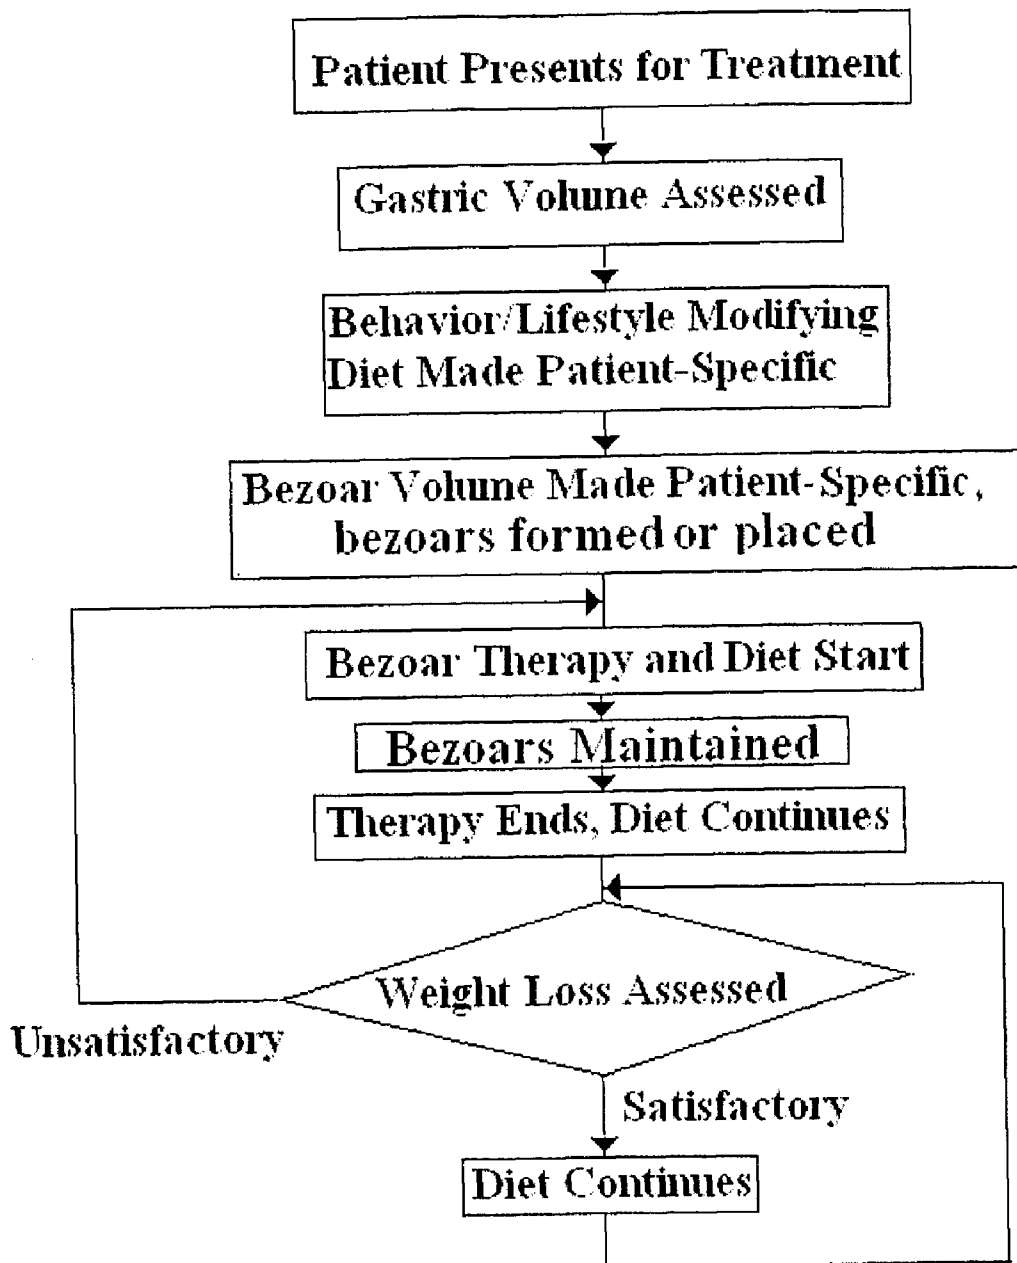 Patient Presents for Treatment
Gastric Volume Assessed
Behavior/Lifestyle Modifying
Diet Made Patient-Specific
Bezoar Volume Made Patient-Specific,
bezoars formed or placed
Bezoar Therapy and Diet Start
Bezoars Maintained
Therapy Ends, Diet Continues
Weight Loss Assessed
Unsatisfactory
Satisfactory
Diet Continues